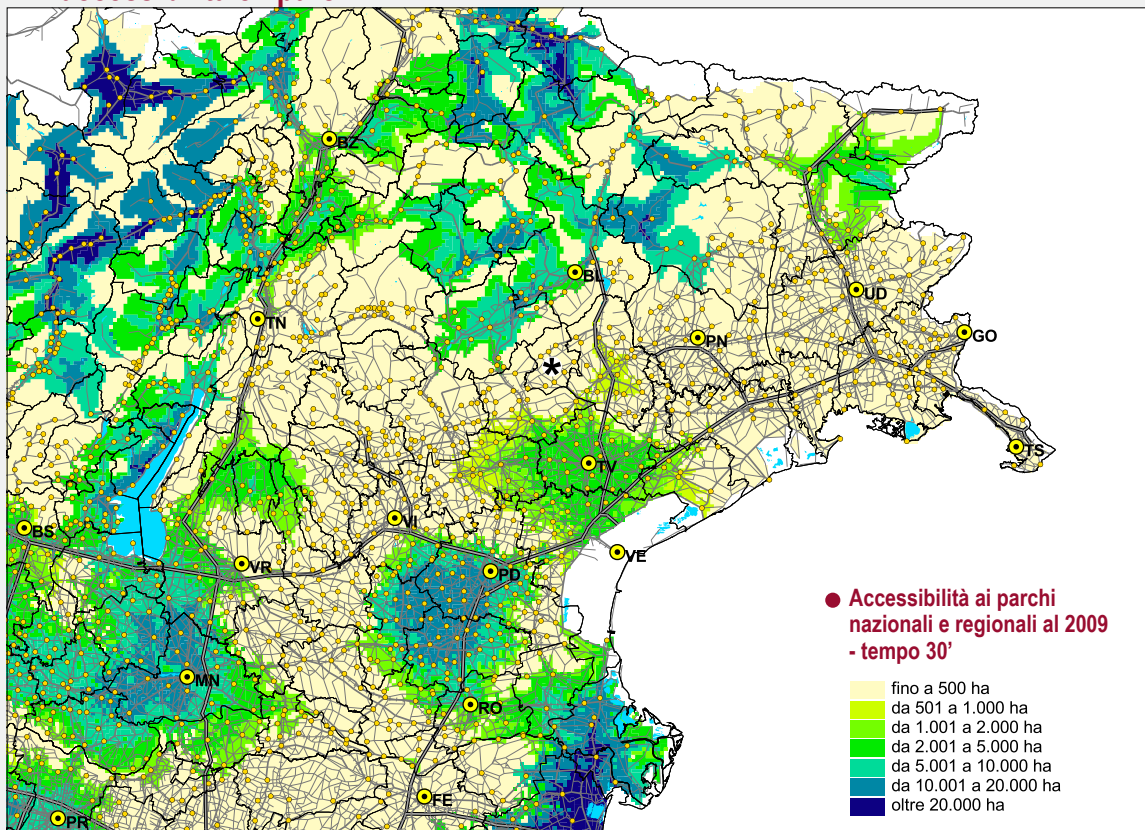 BZ
BL
UD
TN
GO
PN
TS
TV
VI
BS
VE
VR
PD
MN
RO
FE
PR
*
Accessibilità ai parchi
nazionali e regionali al 2009
- tempo 30’
fino a 500 ha
da 501 a 1.000 ha
da 1.001 a 2.000 ha
da 2.001 a 5.000 ha
da 5.001 a 10.000 ha
da 10.001 a 20.000 ha
oltre 20.000 ha